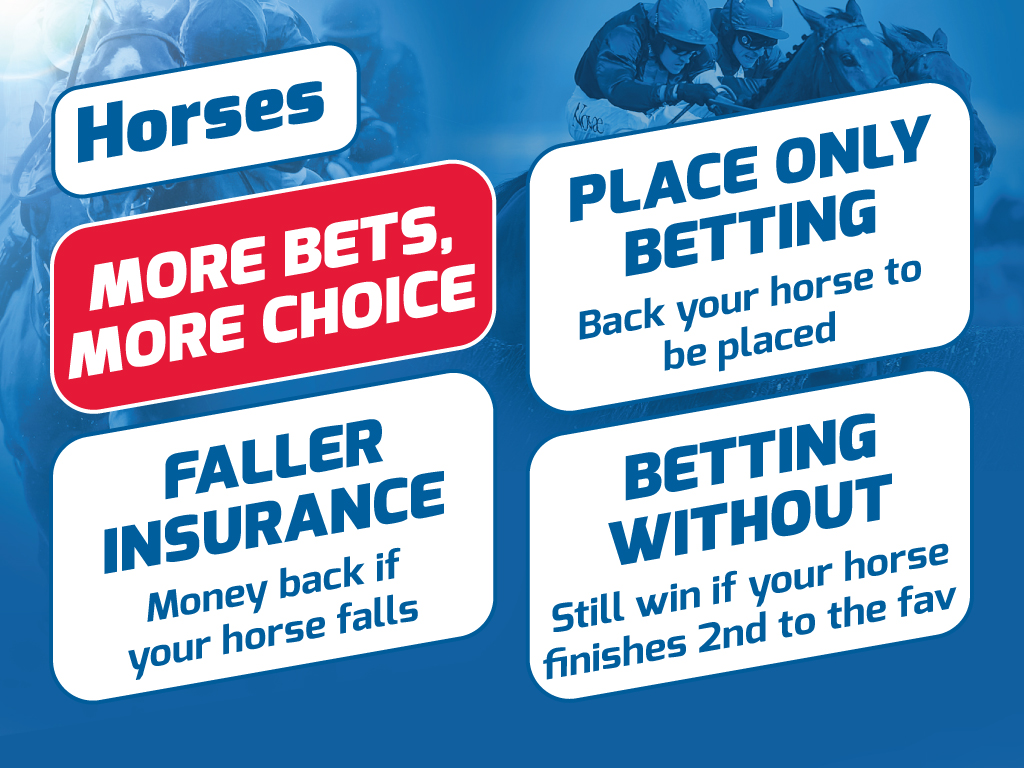 Horses
MORE BETS,
MORE CHOICE
PLACE ONLY
BETTING
Back your horse to
be placed
FALLER
INSURANCE
Money back if
your horse falls
BETTING
WITHOUT
Still win if your horse
finishes 2nd to the fav